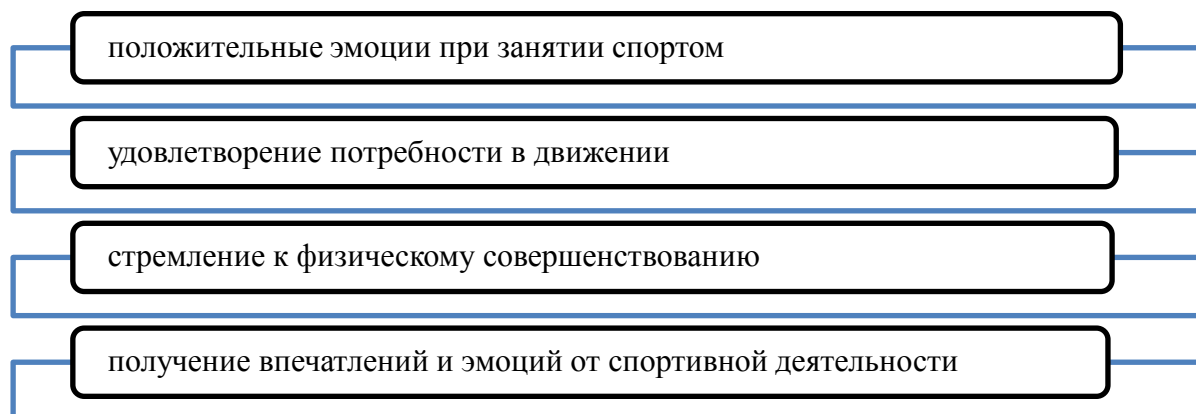 положительные эмоции при занятии спортом
удовлетворение потребности в движении
стремление к физическому совершенствованию
получение впечатлений и эмоций от спортивной деятельности